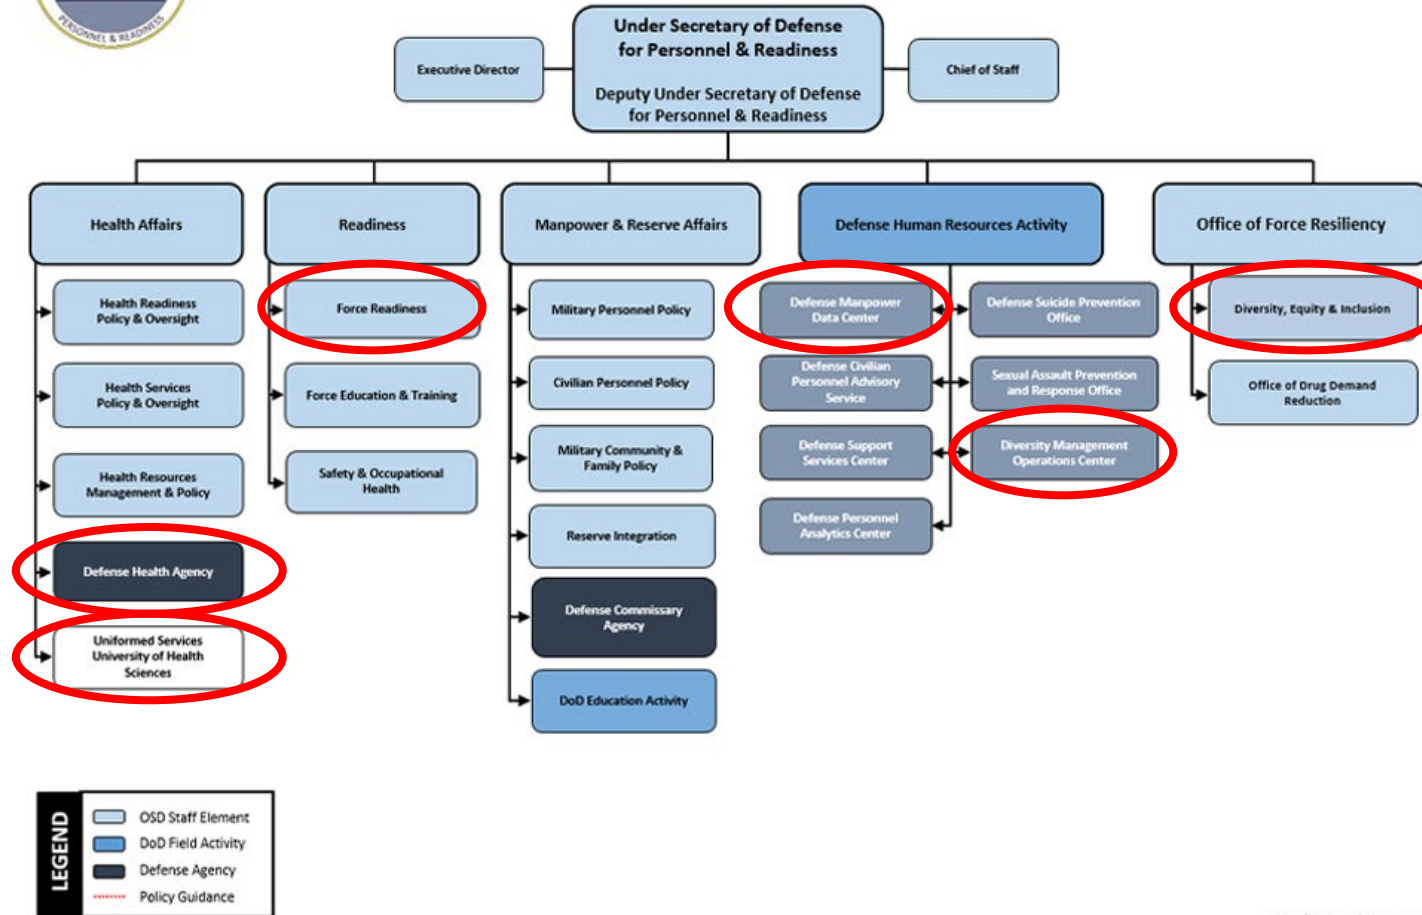 PERSONNEL & READINESS
Under Secretary of Defense
for Personnel & Readiness
Deputy Under Secretary of Defense
for Personnel & Readiness
Executive Director
Chief of Staff
Health Affairs
Readiness
Manpower & Reserve Affairs
Defense Human Resources Activity
Office of Force Resiliency
Health Readiness
Policy & Oversight
Health Services
Policy & Oversight
Health Resources
Management & Policy
Defense Health Agency
Uniformed Services
University of Health
Sciences
Force Readiness
Force Education & Training
Safety & Occupational
Health
Military Personnel Policy
Civilian Personnel Policy
Military Community &
Family Policy
Reserve Integration
Defense Commissary
Agency
DoD Education Activity
Defense Manpower
Data Center
Defense Civilian
Personnel Advisory
Service
Defense Support
Services Center
Defense Personnel
Analytics Center
Defense Suicide Prevention
Office
Sexual Assault Prevention
and Response Office
Diversity Management
Operations Center
Diversity, Equity & Inclusion
Office of Drug Demand
Reduction
LEGEND
OSD Staff Element
DoD Field Activity
Defense Agency
Policy Guidance